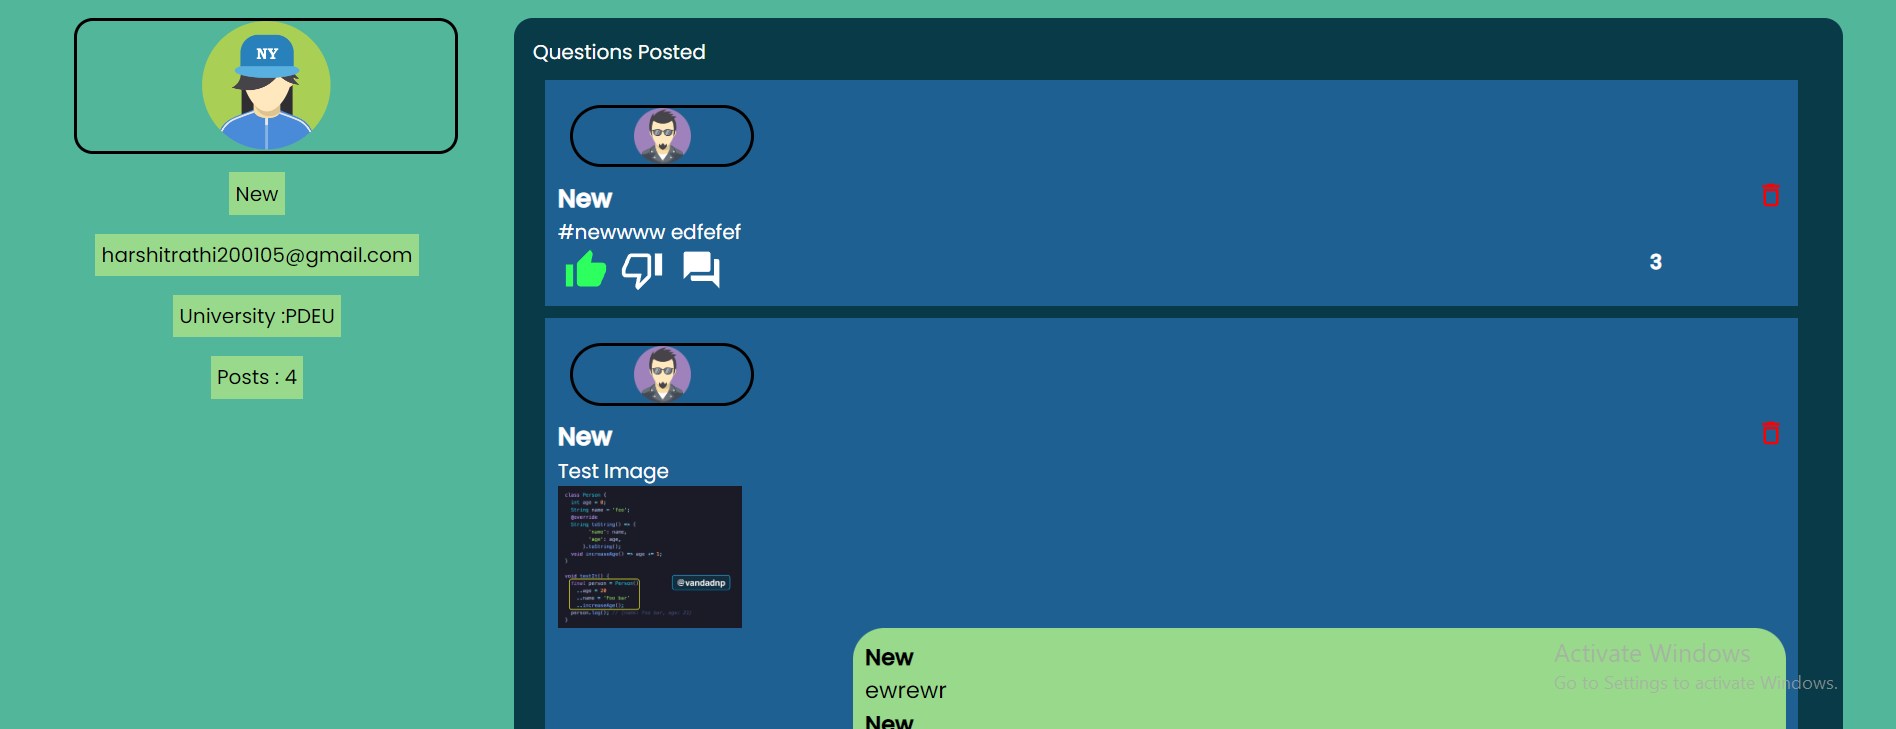 NY
New
harshitrathi200105@gmail.com
University :PDEU
Posts : 4
Questions Posted
New
#newwww edfefef
3
New
Test Image
class Person {
int age = 0;
String name = 'foo';
@override
String toString() => {
'name': name,
'age': age,
}.toString();
void increaseAge() => age += 1;
}
void testIt() {
final person = Person()
..age = 20
..name = 'Foo bar'
..increaseAge();
person.log();
}
@vandadnp
New
ewrewr
New
Activate Windows
Go to Settings to activate Windows.